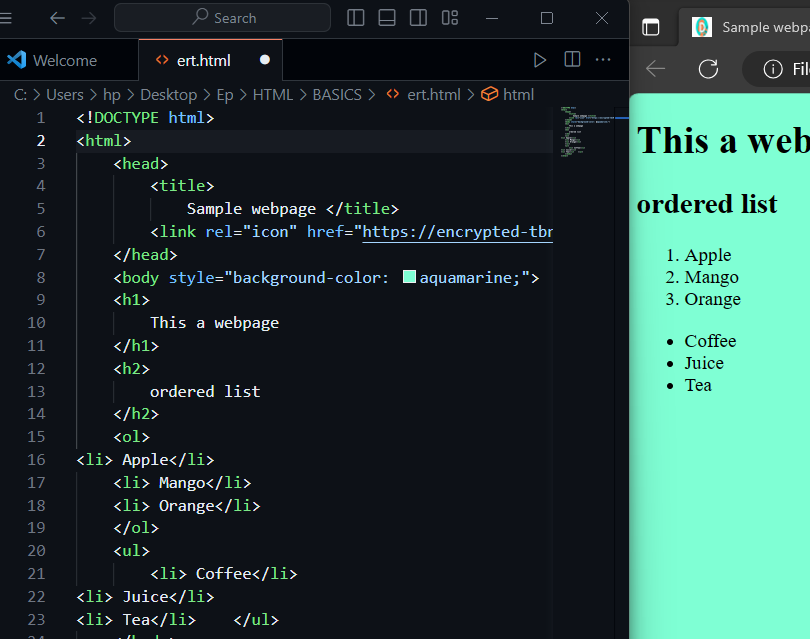 Search
Welcome
ert.html
C: > Users > hp > Desktop > Ep > HTML > BASICS > <> ert.html > html
1 <!DOCTYPE html>
2 <html>
3 <head>
4 <title>
5 Sample webpage </title>
6 <link rel="icon" href="https://encrypted-tbn
7 </head>
8 <body style="background-color: aquamarine;">
9 <h1>
10 This a webpage
11 </h1>
12 <h2>
13 ordered list
14 </h2>
15 <ol>
16 <li> Apple</li>
17 <li> Mango</li>
18 <li> Orange</li>
19 </ol>
20 <ul>
21 <li> Coffee</li>
22 <li> Juice</li>
23 <li> Tea</li> </ul>
Sample webpa
File
This a web
ordered list
1. Apple
2. Mango
3. Orange
• Coffee
• Juice
• Tea